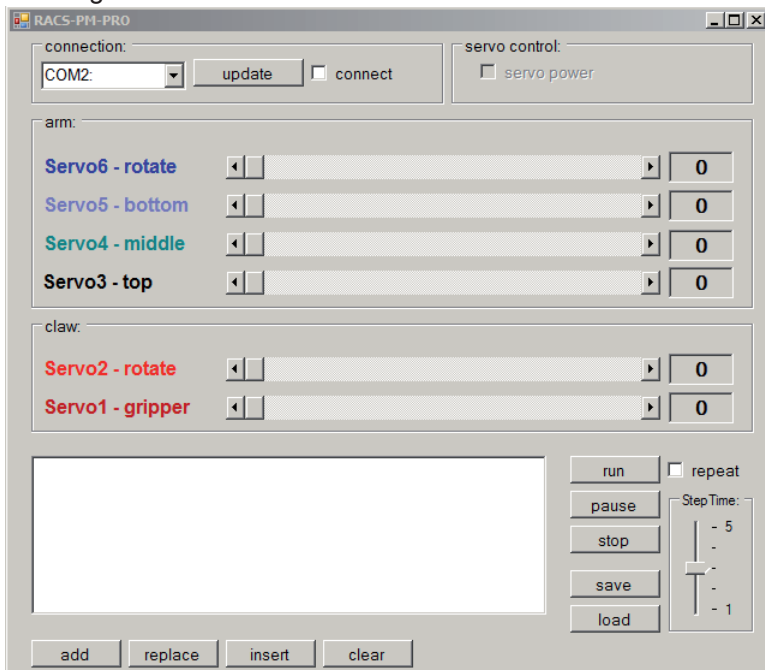 RACS-PM-PRO
connection:
servo control:
COM2:
update
connect
servo power
arm:
Servo6 - rotate
0
Servo5 - bottom
0
Servo4 - middle
0
Servo3 - top
0
claw:
Servo2 - rotate
0
Servo1 - gripper
0
run
repeat
pause
StepTime:
- 5
stop
save
- 1
load
add
replace
insert
clear